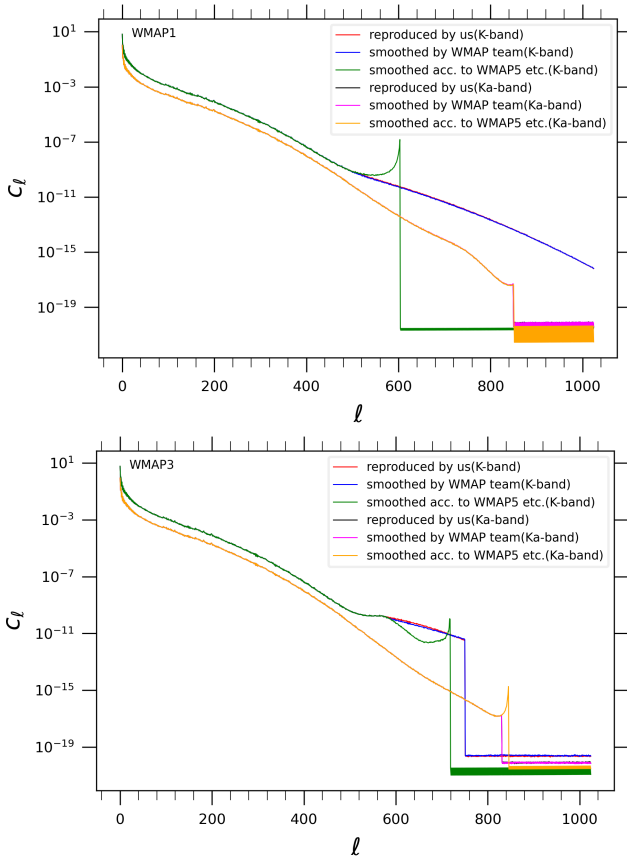 WMAP1
reproduced by us(K-band)
smoothed by WMAP team(K-band)
smoothed acc. to WMAP5 etc.(K-band)
reproduced by us(Ka-band)
smoothed by WMAP team(Ka-band)
smoothed acc. to WMAP5 etc.(Ka-band)
10¹
10⁻³
10⁻⁷
10⁻¹¹
10⁻¹⁵
10⁻¹⁹
C_ℓ
0 200 400 600 800 1000
ℓ
WMAP3
reproduced by us(K-band)
smoothed by WMAP team(K-band)
smoothed acc. to WMAP5 etc.(K-band)
reproduced by us(Ka-band)
smoothed by WMAP team(Ka-band)
smoothed acc. to WMAP5 etc.(Ka-band)
10¹
10⁻³
10⁻⁷
10⁻¹¹
10⁻¹⁵
10⁻¹⁹
C_ℓ
0 200 400 600 800 1000
ℓ